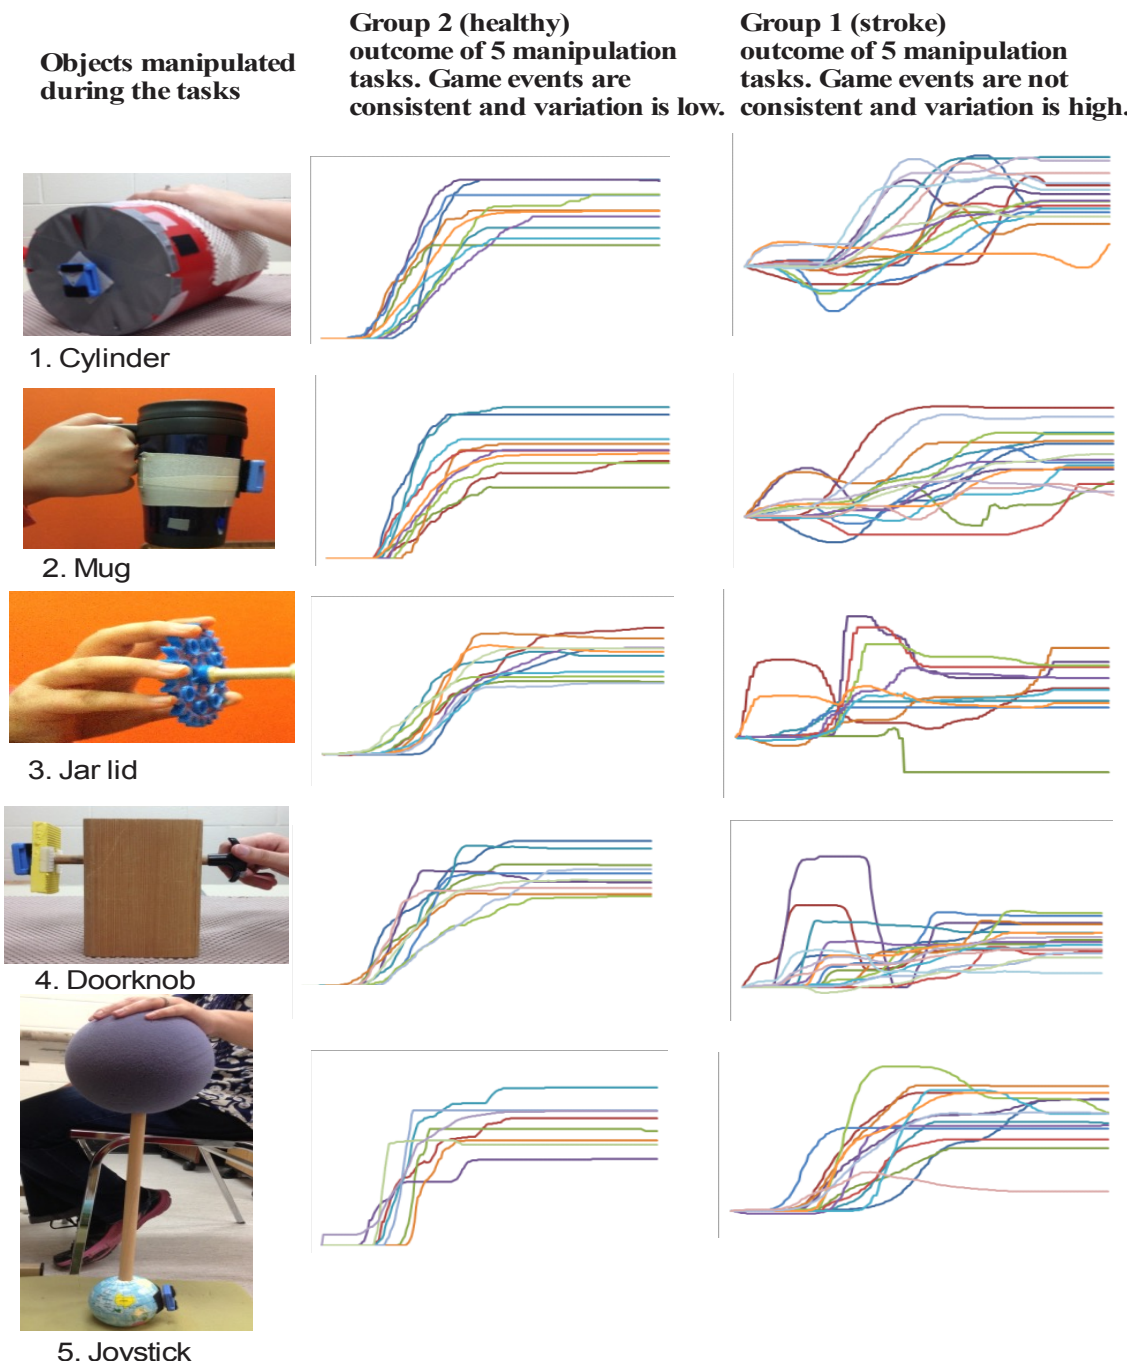 Objects manipulated
during the tasks
Group 2 (healthy)
outcome of 5 manipulation
tasks. Game events are
consistent and variation is low.
Group 1 (stroke)
outcome of 5 manipulation
tasks. Game events are not
consistent and variation is high.
1. Cylinder
2. Mug
3. Jar lid
4. Doorknob
5. Joystick